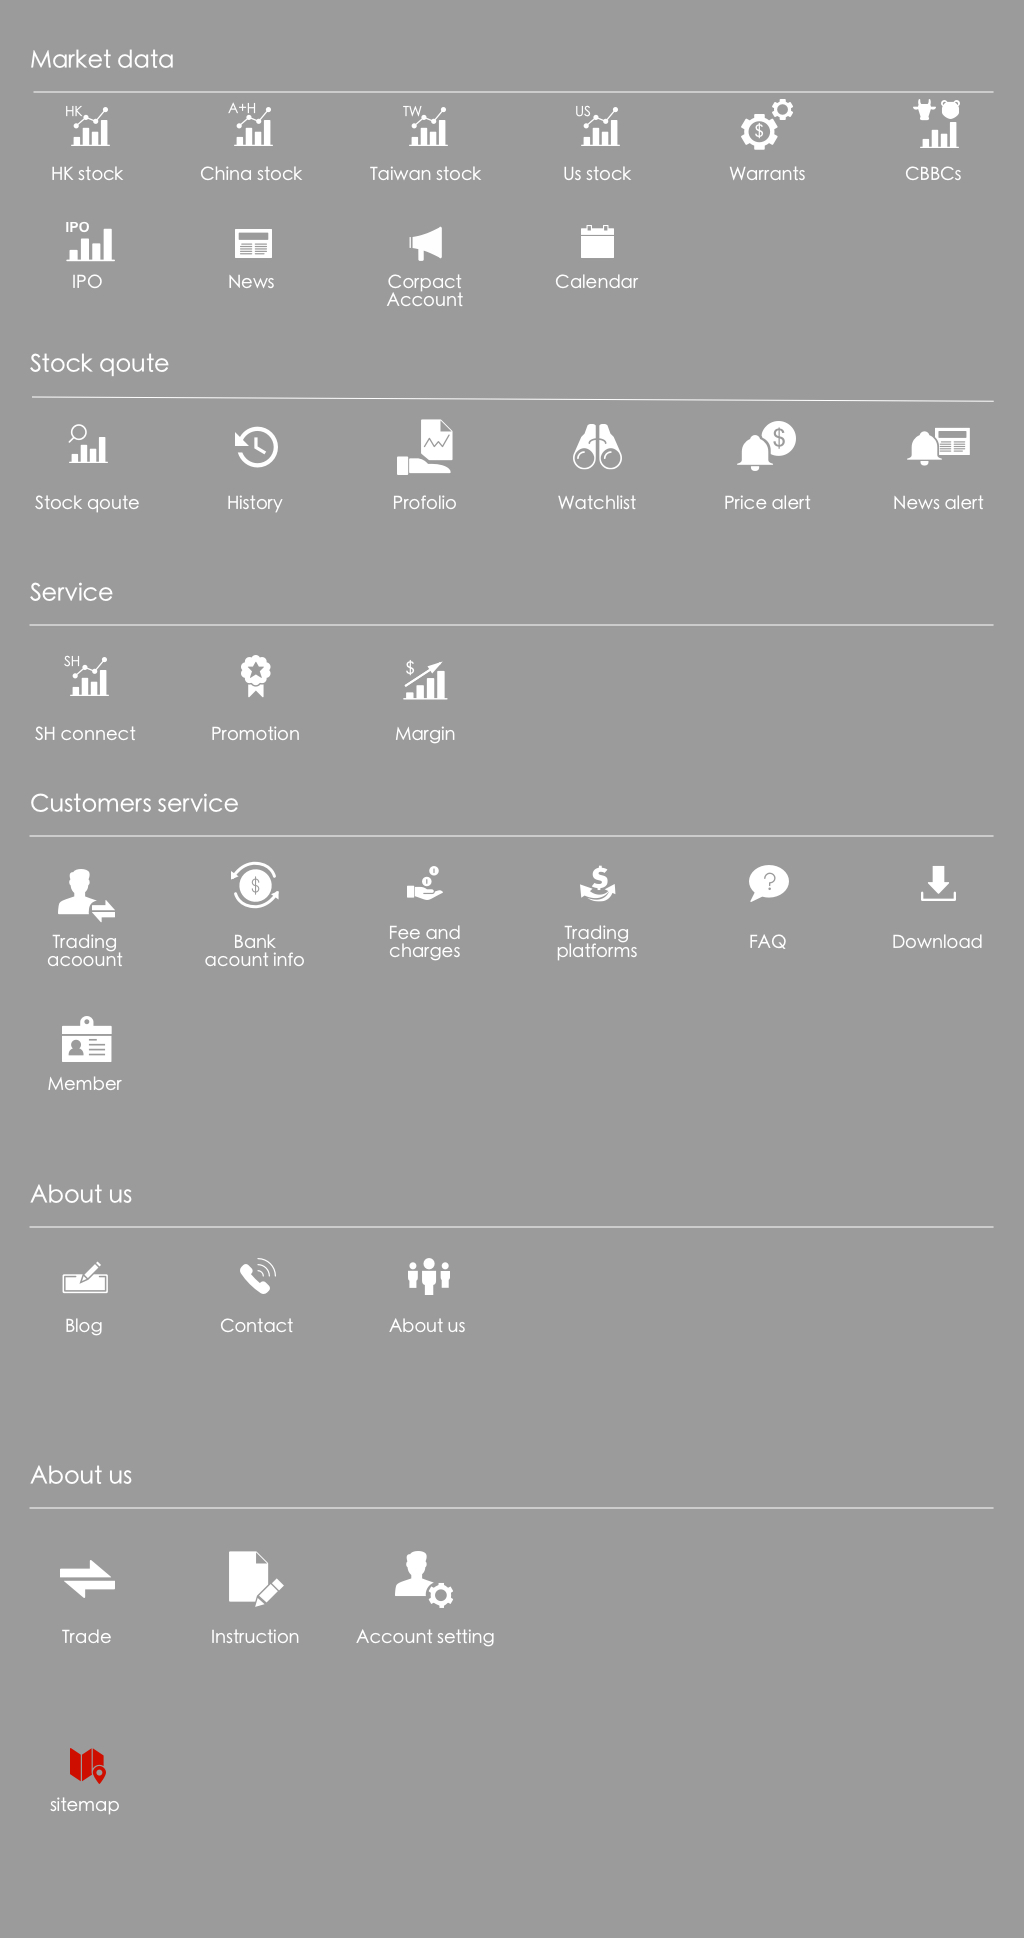 Market data
HK
A+H
TW
US
$
HK stock
China stock
Taiwan stock
Us stock
Warrants
CBBCs
IPO
IPO
News
Corpact
Account
Calendar
Stock qoute
$
Stock qoute
History
Profolio
Watchlist
Price alert
News alert
Service
SH
$
SH connect
Promotion
Margin
Customers service
$
$
?
Trading
acoount
Bank
acount info
Fee and
charges
Trading
platforms
FAQ
Download
Member
About us
Blog
Contact
About us
About us
Trade
Instruction
Account setting
sitemap